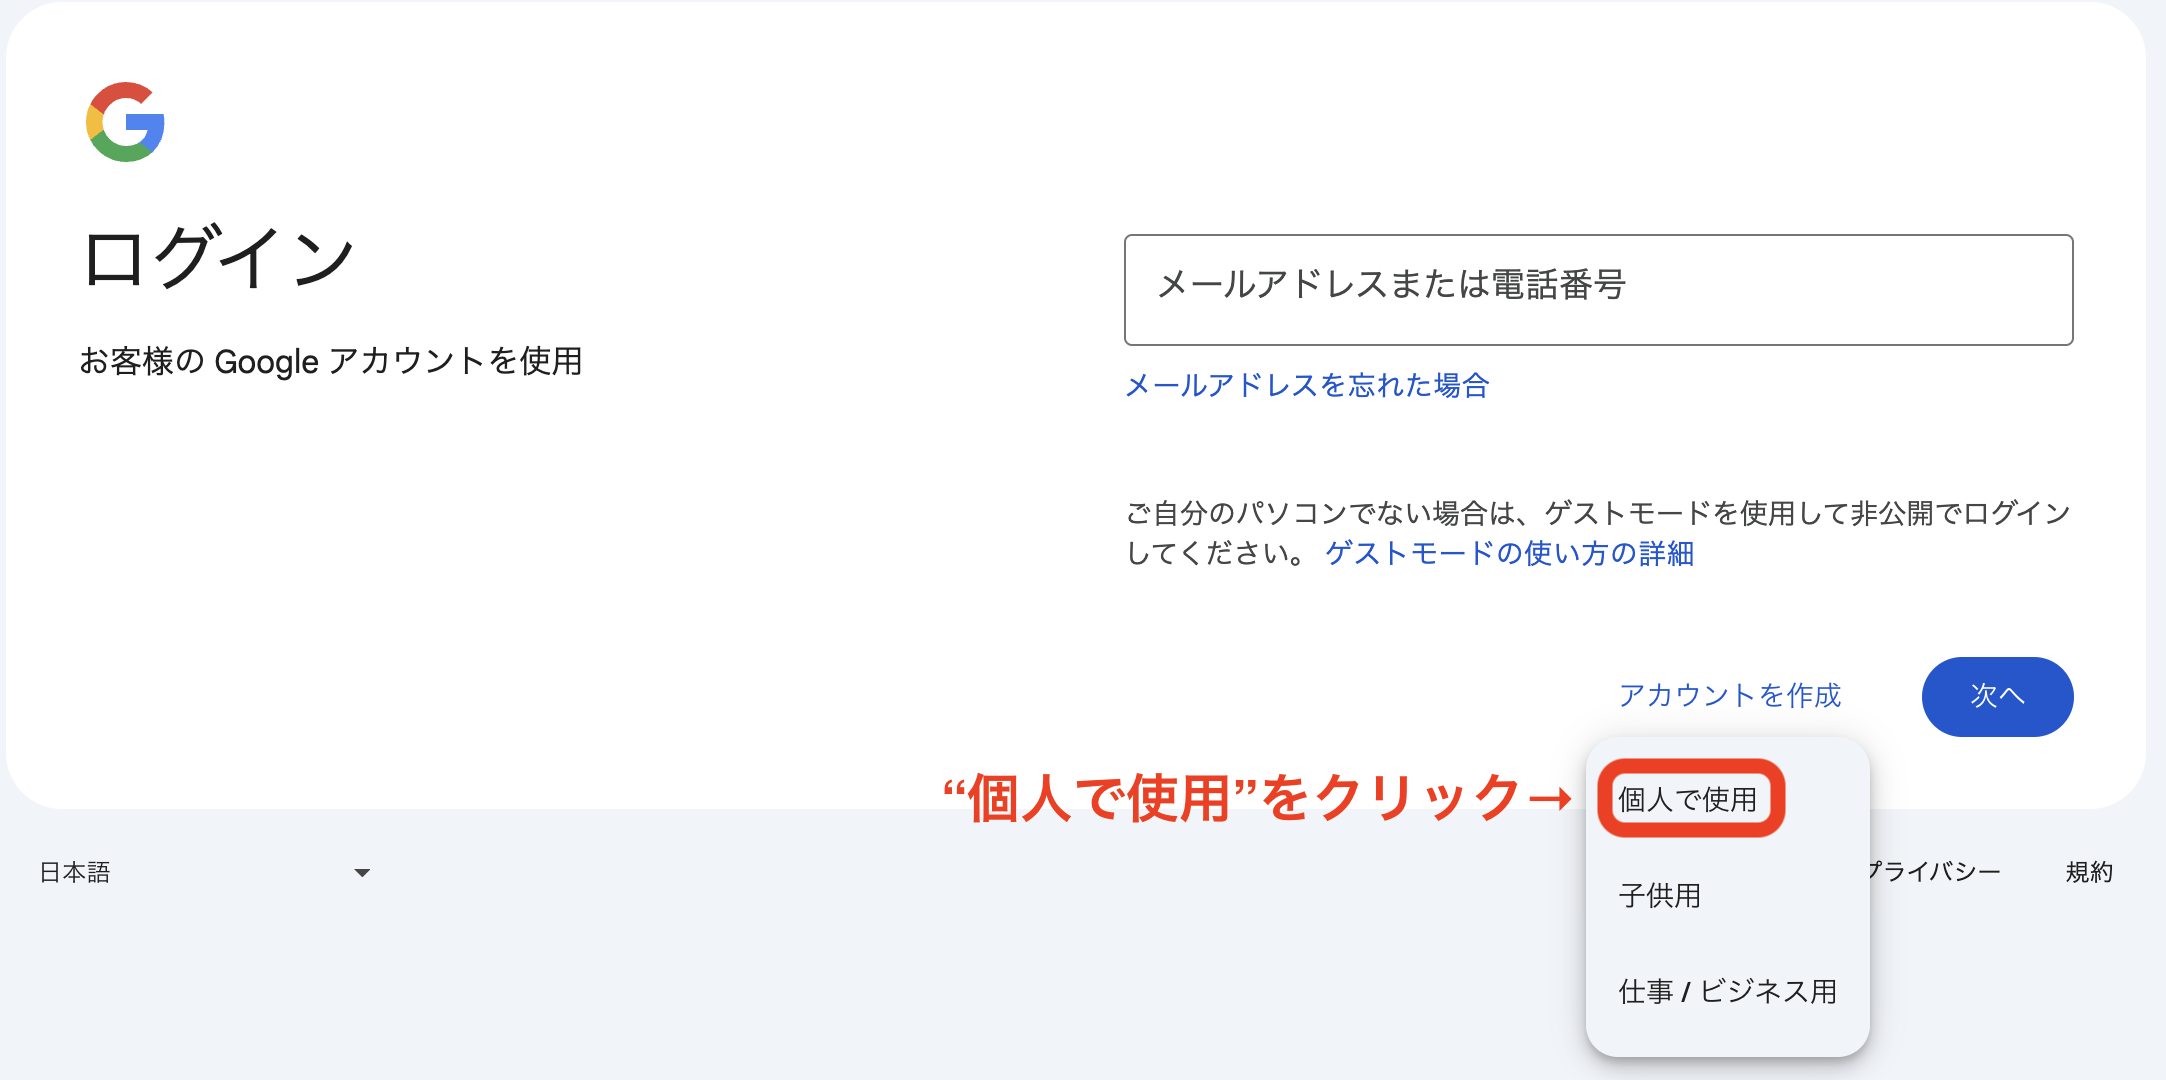 ログイン
お客様の Google アカウントを使用
メールアドレスまたは電話番号
メールアドレスを忘れた場合
ご自分のパソコンでない場合は、ゲストモードを使用して非公開でログイン
してください。 ゲストモードの使い方の詳細
アカウントを作成
次へ
“個人で使用”をクリック→
個人で使用
子供用
仕事 / ビジネス用
日本語
プライバシー
規約